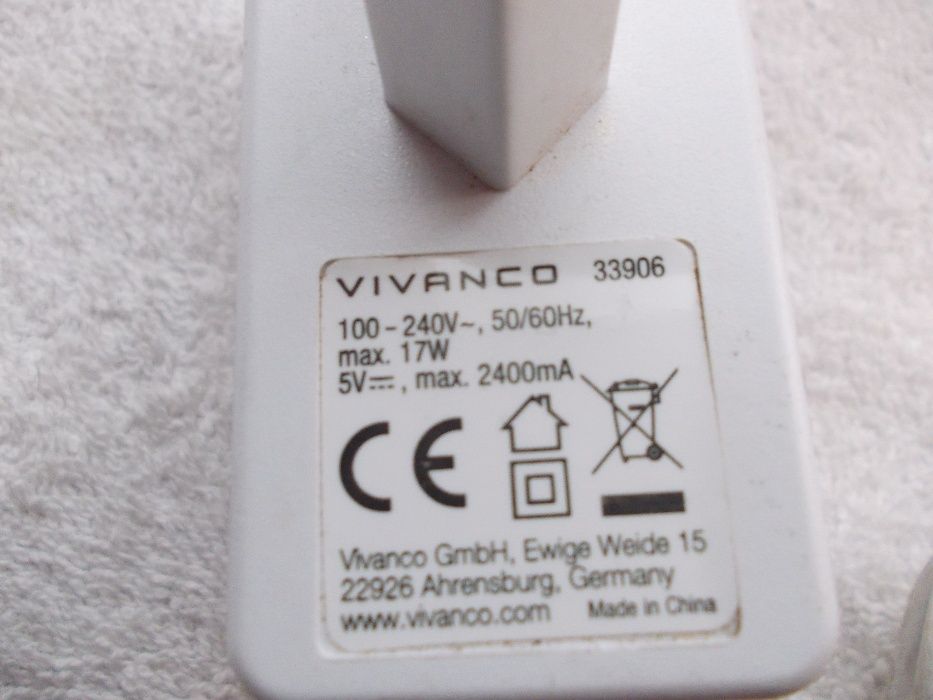 VIVANCO 33906
100 - 240V~, 50/60Hz,
max. 17W
5V⎓, max. 2400mA
CE
Vivanco GmbH, Ewige Weide 15
22926 Ahrensburg, Germany
www.vivanco.com Made in China